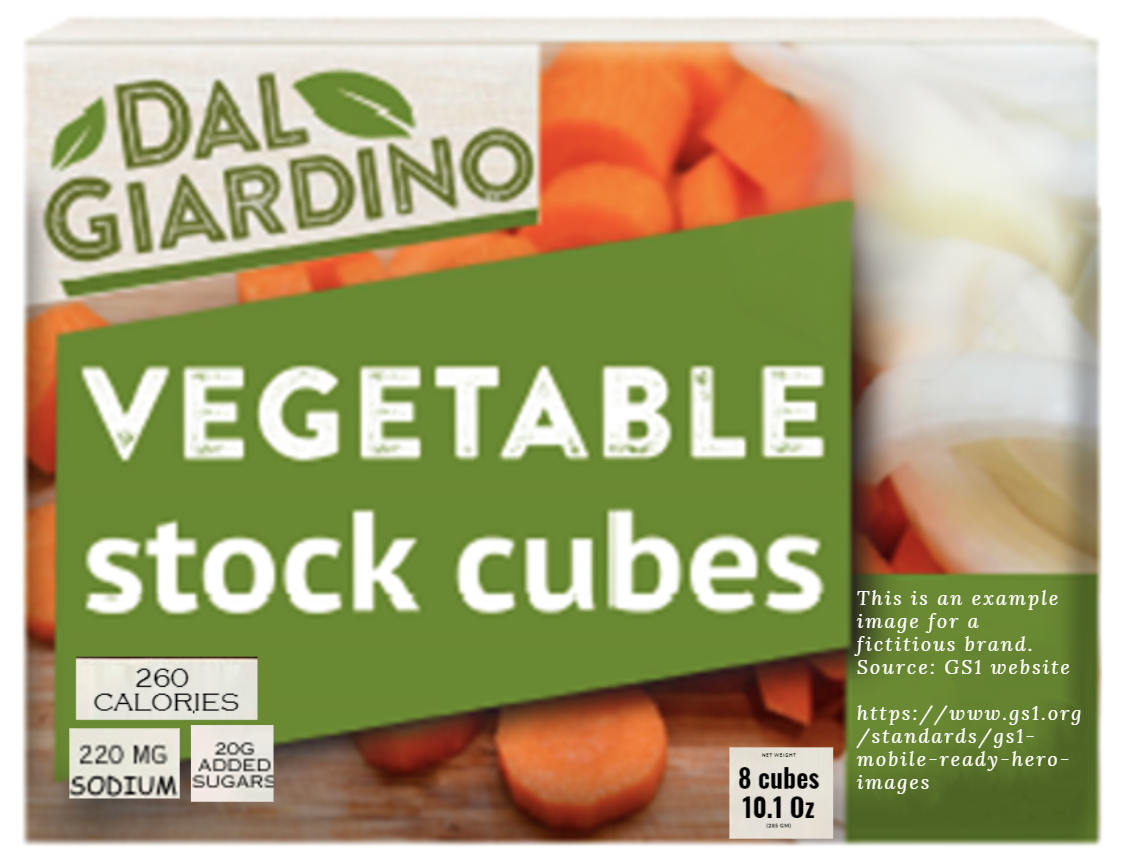 DAL
GIARDINO
VEGETABLE
stock cubes
260
CALORIES
220 MG
SODIUM
20G
ADDED
SUGARS
NET WEIGHT
8 cubes
10.1 Oz
(285 GM)
This is an example
image for a
fictitious brand.
Source: GS1 website
https://www.gs1.org
/standards/gs1-
mobile-ready-hero-
images